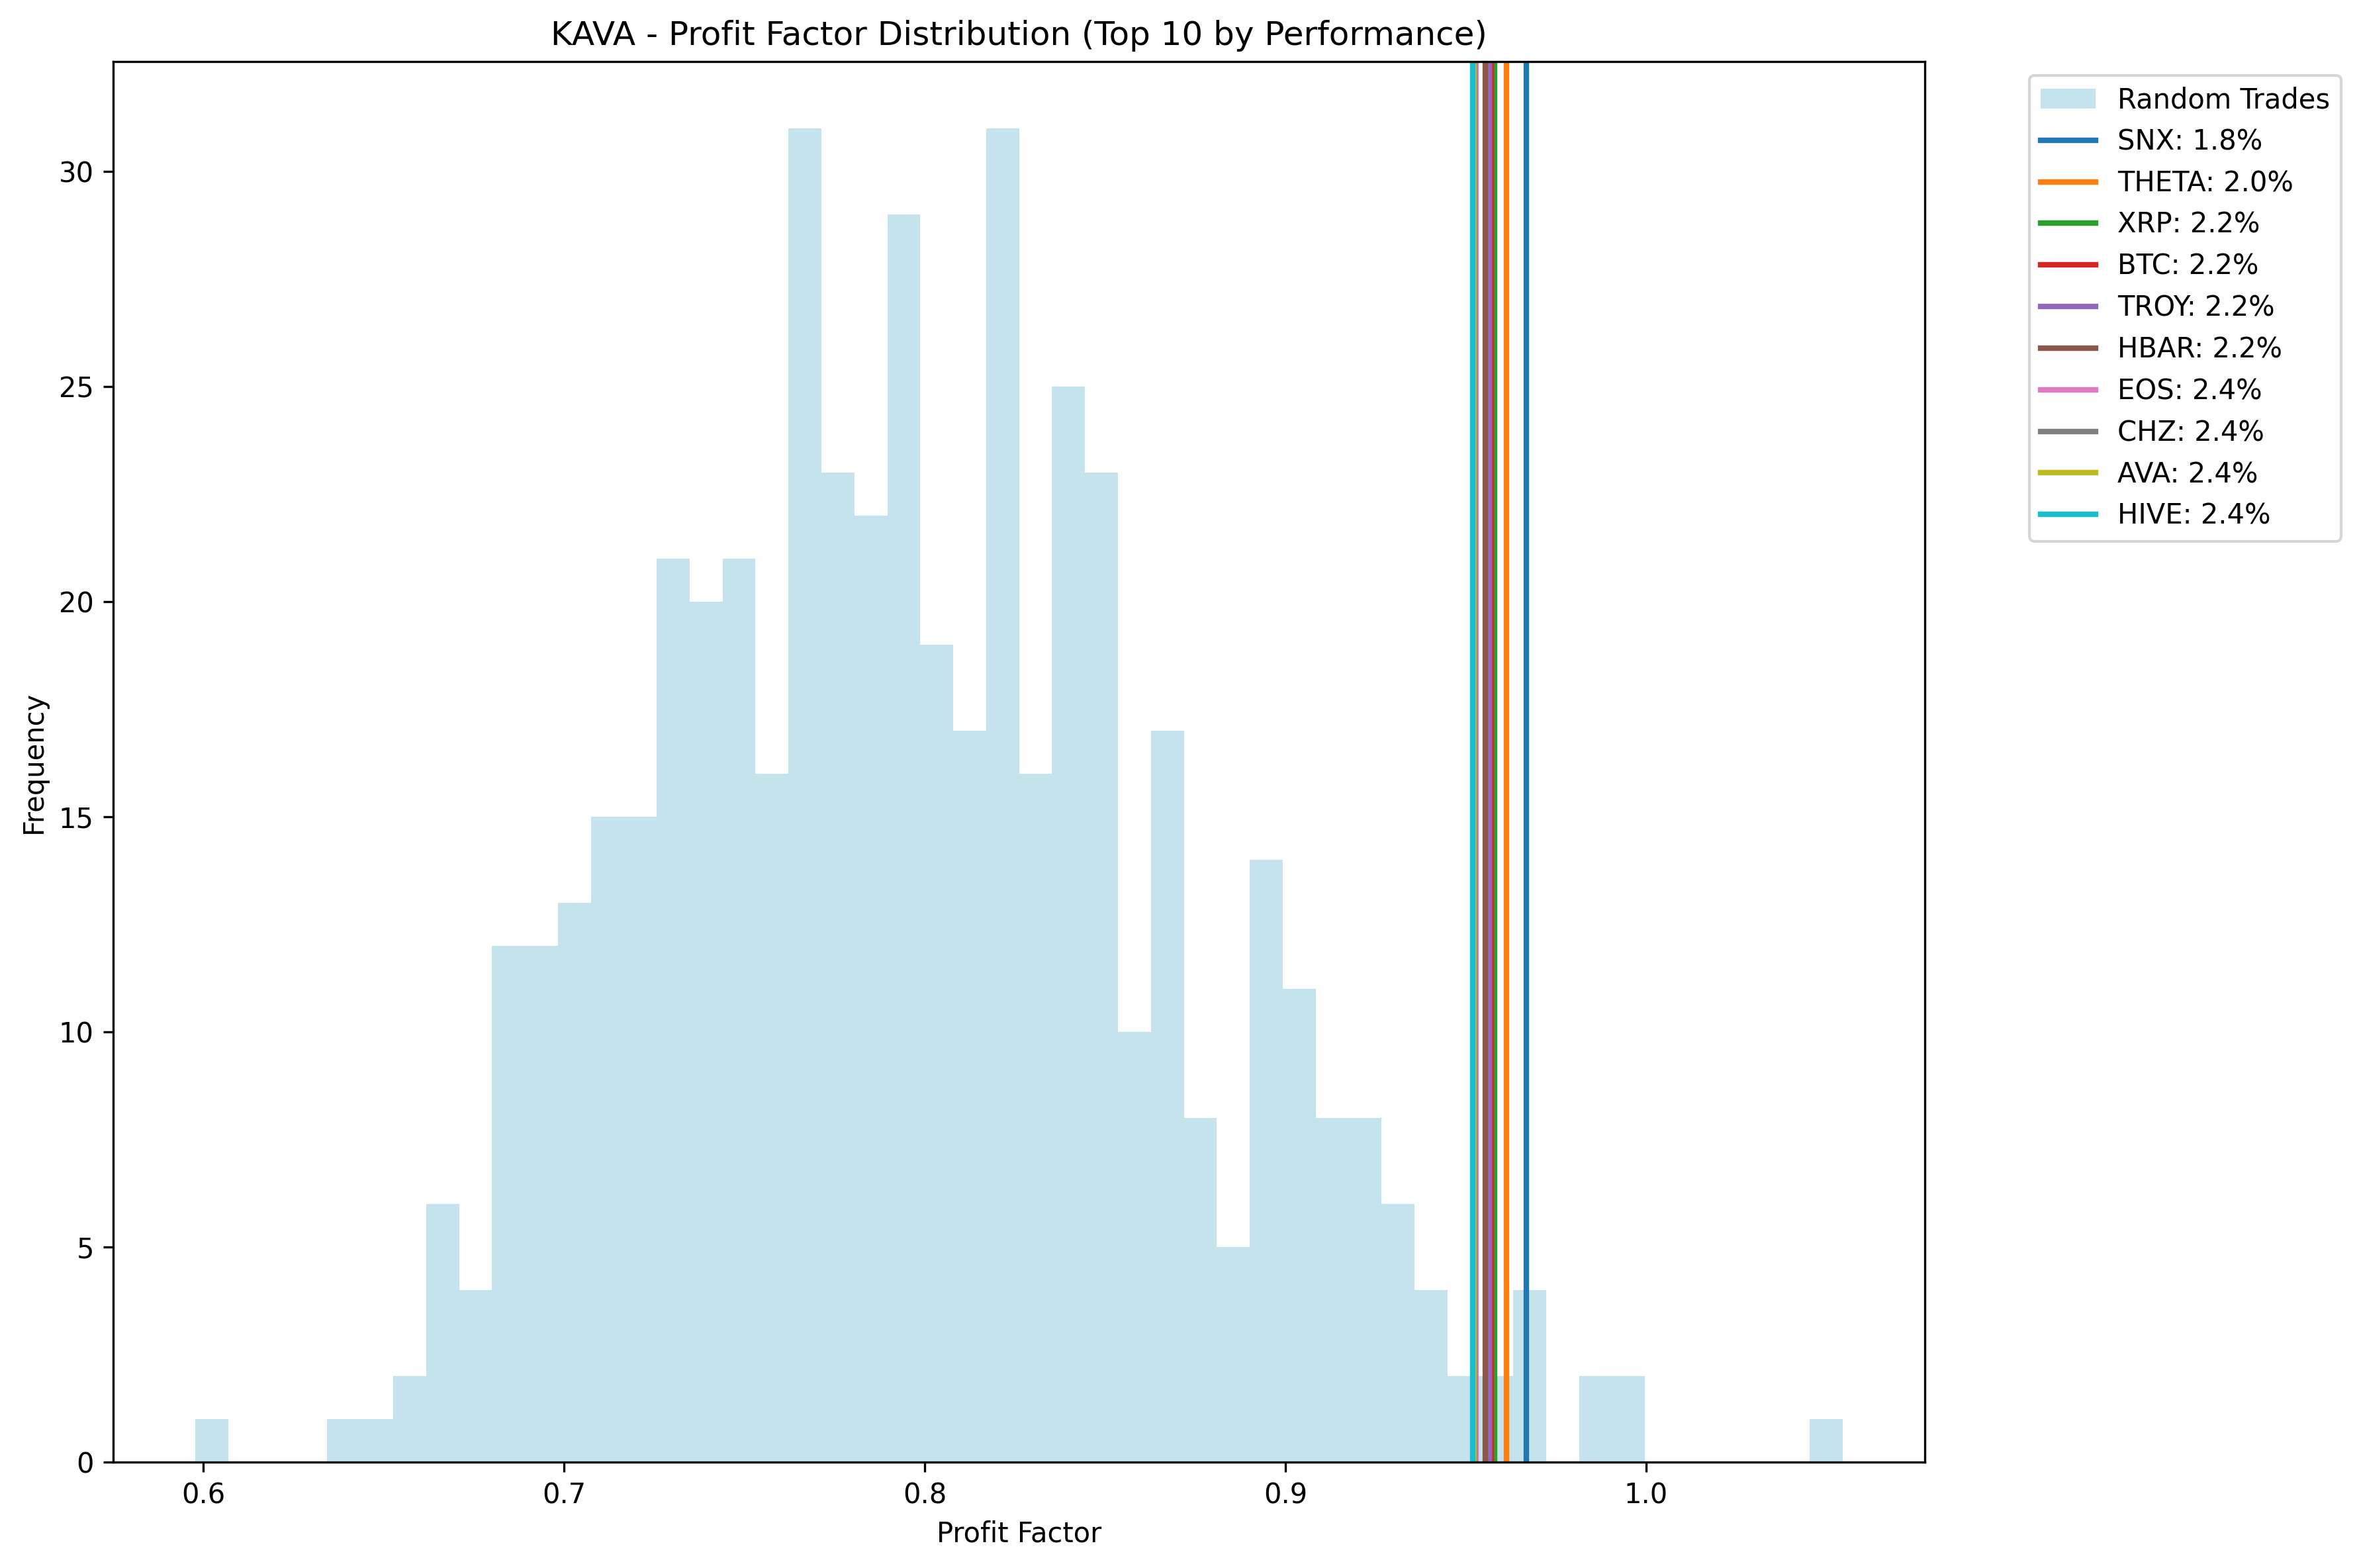 KAVA - Profit Factor Distribution (Top 10 by Performance)
Random Trades
SNX: 1.8%
THETA: 2.0%
XRP: 2.2%
BTC: 2.2%
TROY: 2.2%
HBAR: 2.2%
EOS: 2.4%
CHZ: 2.4%
AVA: 2.4%
HIVE: 2.4%
Frequency
30
25
20
15
10
5
0
0.6
0.7
0.8
0.9
1.0
Profit Factor